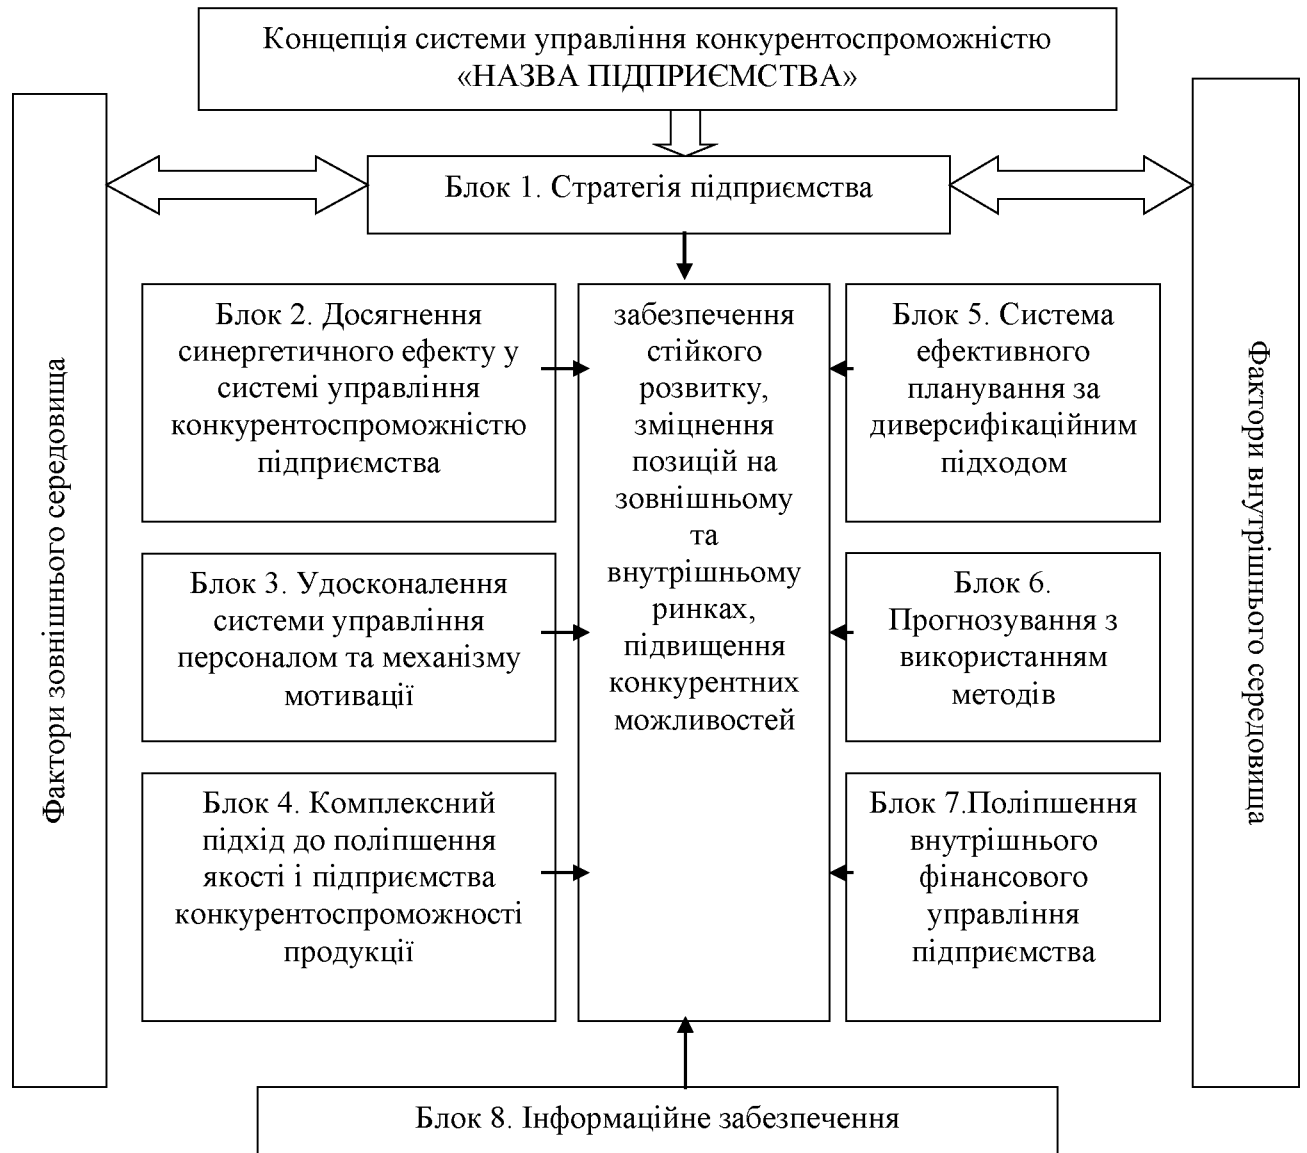 Концепція системи управління конкурентоспроможністю
«НАЗВА ПІДПРИЄМСТВА»
Блок 1. Стратегія підприємства
Фактори зовнішнього середовища
Блок 2. Досягнення
синергетичного ефекту у
системі управління
конкурентоспроможністю
підприємства
Блок 3. Удосконалення
системи управління
персоналом та механізму
мотивації
Блок 4. Комплексний
підхід до поліпшення
якості і підприємства
конкурентоспроможності
продукції
забезпечення
стійкого
розвитку,
зміцнення
позицій на
зовнішньому
та
внутрішньому
ринках,
підвищення
конкурентних
можливостей
Блок 5. Система
ефективного
планування за
диверсифікаційним
підходом
Блок 6.
Прогнозування з
використанням
методів
Блок 7.Поліпшення
внутрішнього
фінансового
управління
підприємства
Фактори внутрішнього середовища
Блок 8. Інформаційне забезпечення